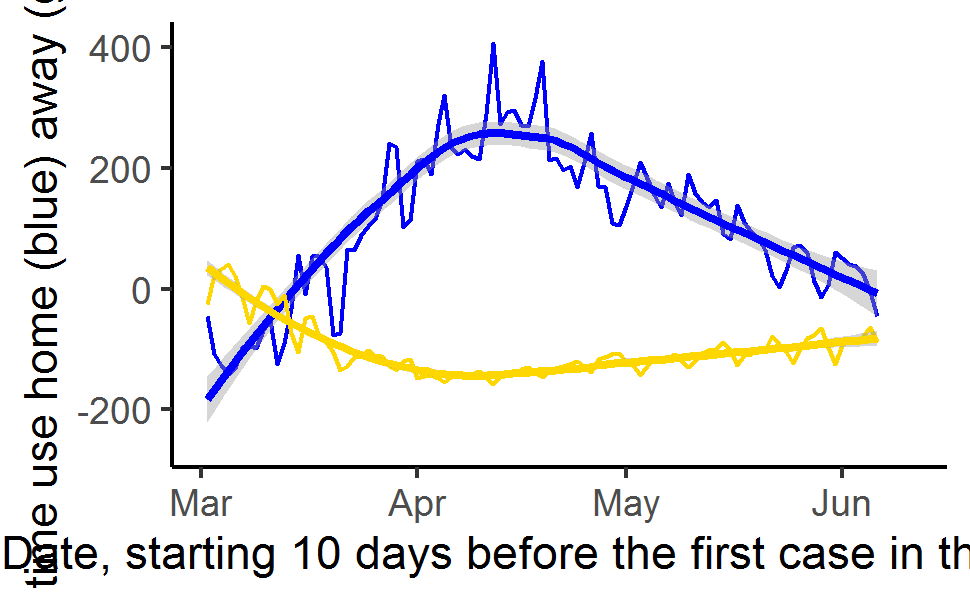 time use home (blue) away (
400
200
0
-200
Mar Apr May Jun
Date, starting 10 days before the first case in th